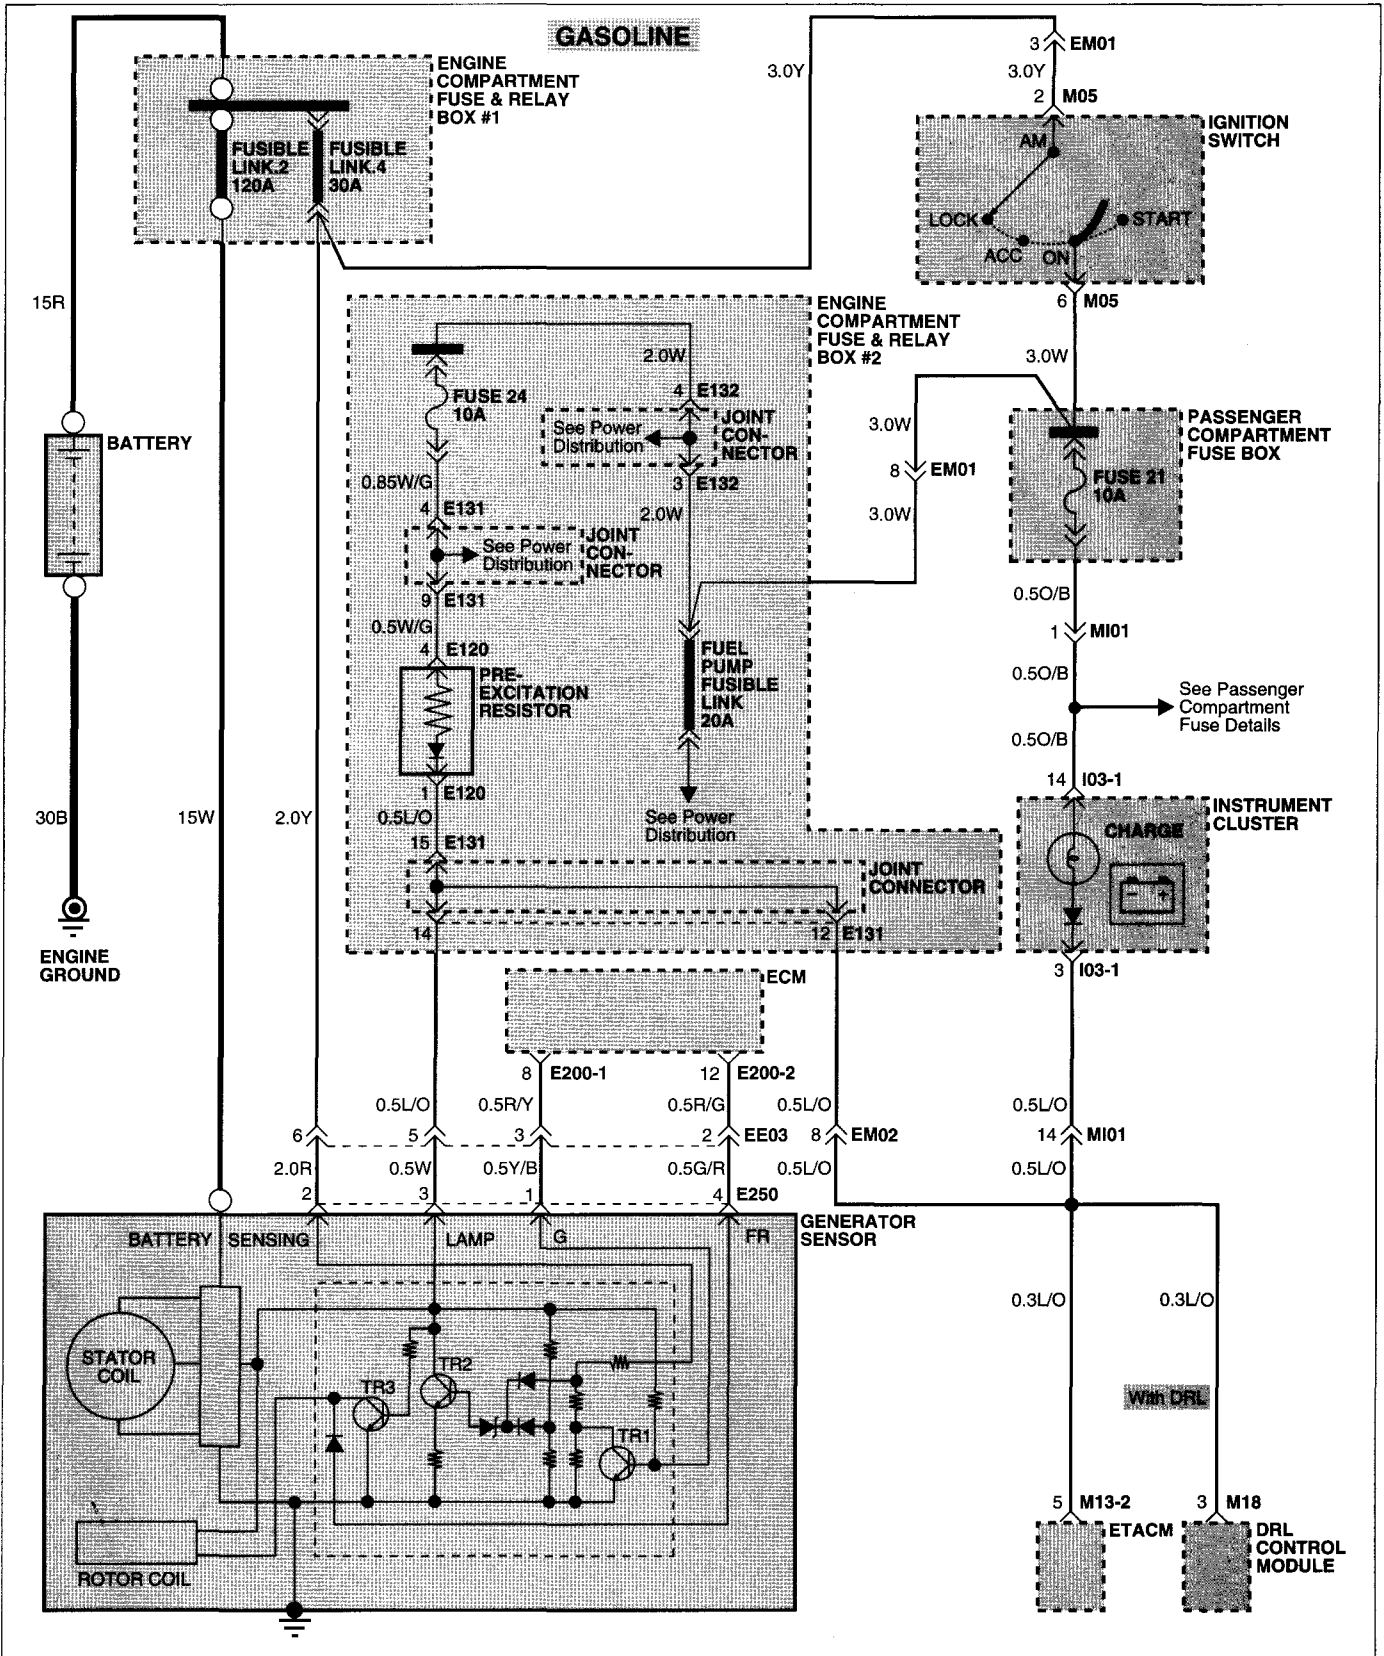 GASOLINE
ENGINE
COMPARTMENT
FUSE & RELAY
BOX #1
FUSIBLE
LINK.2
120A
FUSIBLE
LINK.4
30A
3.0Y
3 EM01
3.0Y
2 M05
IGNITION
SWITCH
AM
LOCK
ACC
ON
START
6 M05
15R
ENGINE
COMPARTMENT
FUSE & RELAY
BOX #2
3.0W
2.0W
FUSE 24
10A
4 E132
See Power
Distribution
JOINT
CON-
NECTOR
3 E132
2.0W
3.0W
8 EM01
3.0W
PASSENGER
COMPARTMENT
FUSE BOX
FUSE 21
10A
BATTERY
0.85W/G
4 E131
See Power
Distribution
JOINT
CON-
NECTOR
9 E131
0.5W/G
4 E120
PRE-
EXCITATION
RESISTOR
1 E120
0.5L/O
15 E131
FUEL
PUMP
FUSIBLE
LINK
20A
See Power
Distribution
0.5O/B
1 MI01
0.5O/B
See Passenger
Compartment
Fuse Details
0.5O/B
14 I03-1
INSTRUMENT
CLUSTER
CHARGE
3 I03-1
30B
15W
2.0Y
JOINT
CONNECTOR
14
12 E131
ENGINE
GROUND
ECM
8 E200-1
12 E200-2
0.5L/O
0.5R/Y
0.5R/G
0.5L/O
0.5L/O
6
5
3
2 EE03
8 EM02
14 MI01
2.0R
0.5W
0.5Y/B
0.5G/R
0.5L/O
0.5L/O
2
3
1
4 E250
GENERATOR
SENSOR
BATTERY
SENSING
LAMP
G
FR
STATOR
COIL
TR3
TR2
TR1
ROTOR COIL
0.3L/O
0.3L/O
With DRL
5 M13-2
ETACM
3 M18
DRL
CONTROL
MODULE